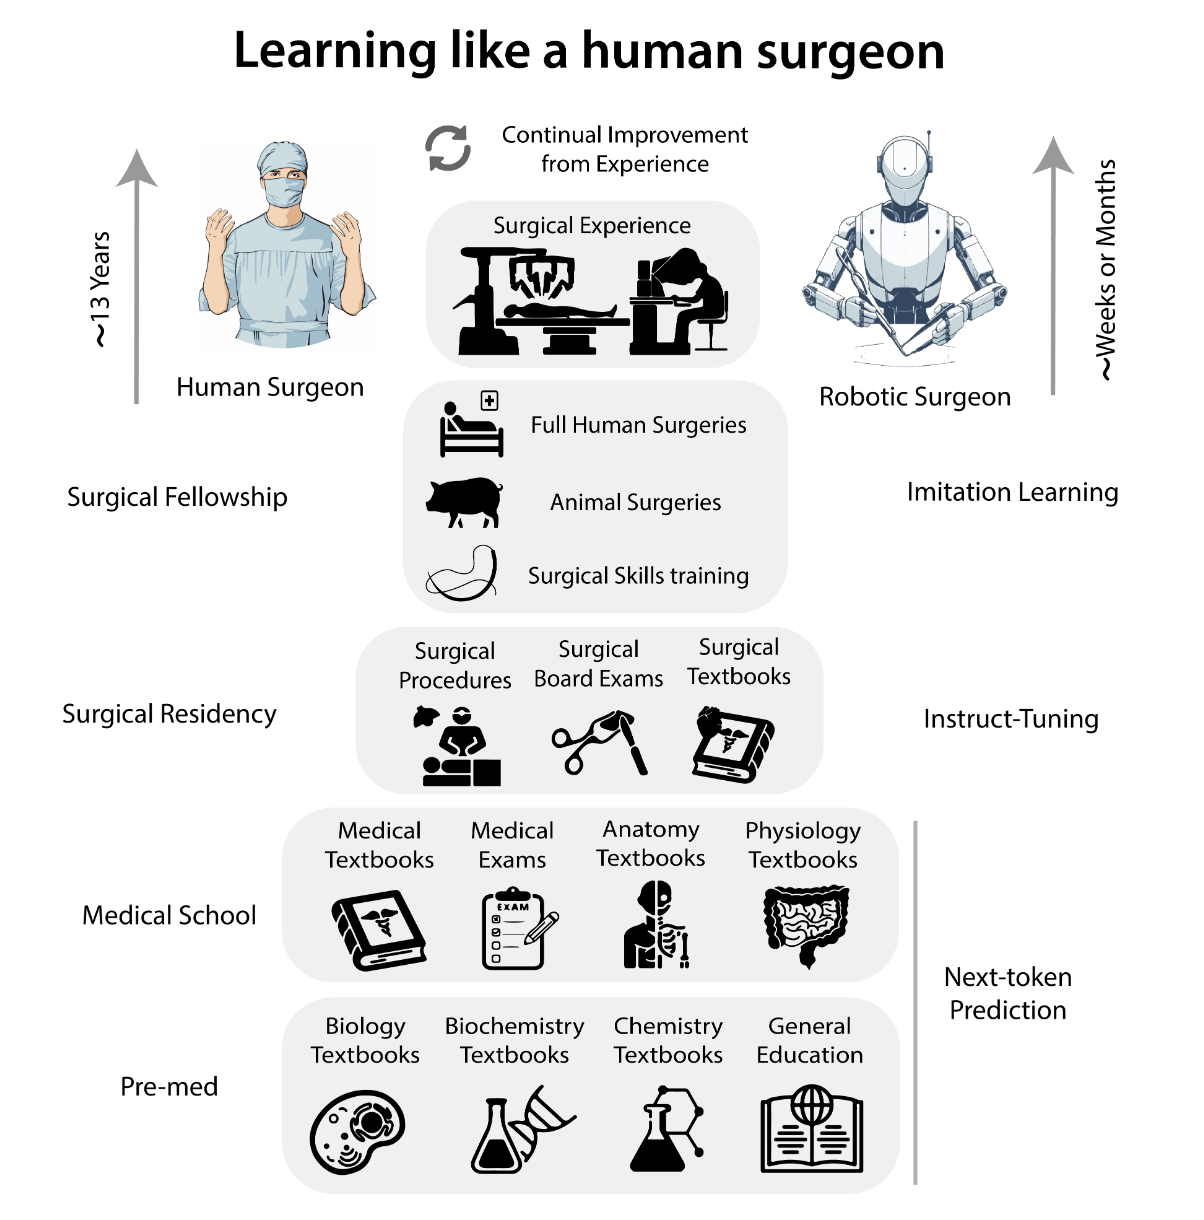 Learning like a human surgeon
Continual Improvement
from Experience
~13 Years
~Weeks or Months
Surgical Experience
Human Surgeon
Robotic Surgeon
Full Human Surgeries
Surgical Fellowship
Animal Surgeries
Imitation Learning
Surgical Skills training
Surgical
Procedures
Surgical
Board Exams
Surgical
Textbooks
Surgical Residency
Instruct-Tuning
Medical
Textbooks
Medical
Exams
Anatomy
Textbooks
Physiology
Textbooks
EXAM
Medical School
Next-token
Prediction
Biology
Textbooks
Biochemistry
Textbooks
Chemistry
Textbooks
General
Education
Pre-med